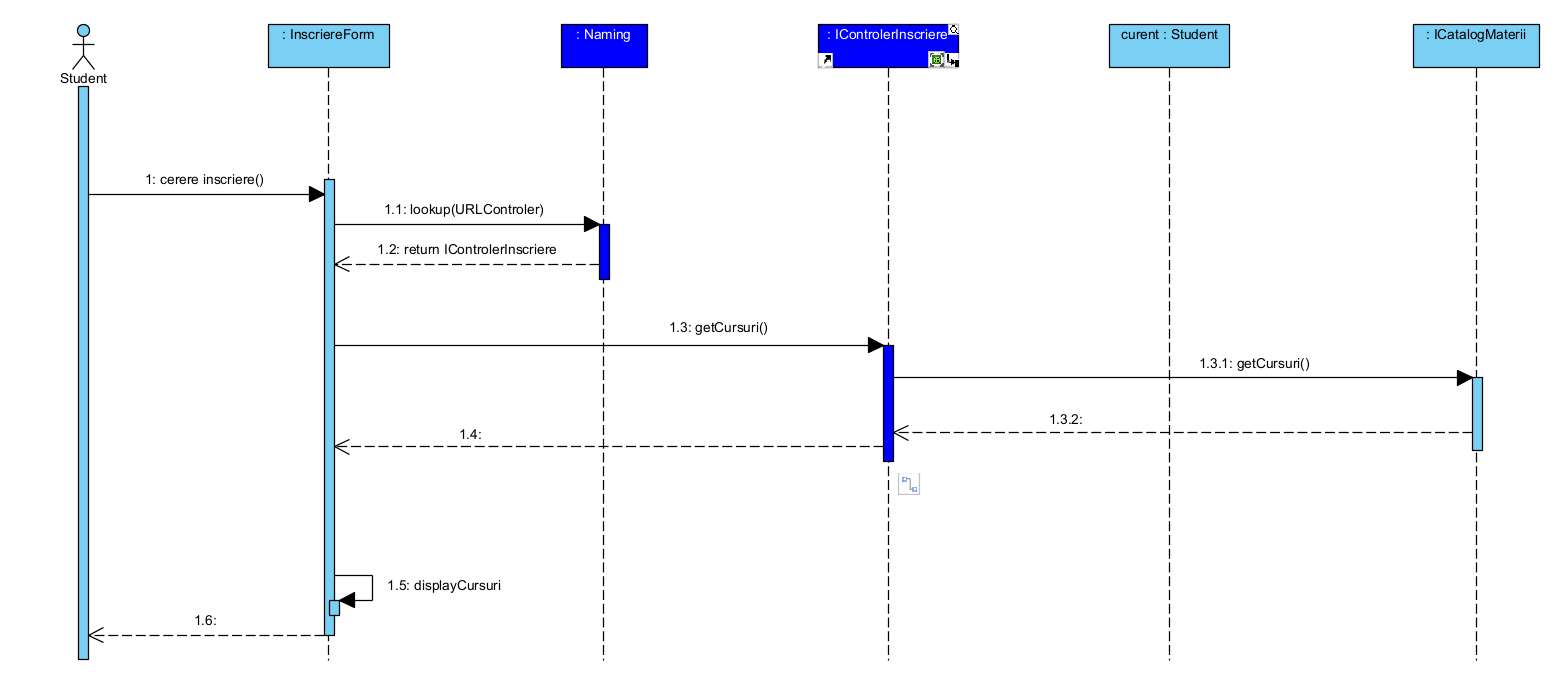 Student
: InscriereForm
: Naming
: IControlerInscriere
curent : Student
: ICatalogMaterii
1: cerere inscriere()
1.1: lookup(URLControler)
1.2: return IControlerInscriere
1.3: getCursuri()
1.3.1: getCursuri()
1.3.2:
1.4:
1.5: displayCursuri
1.6: